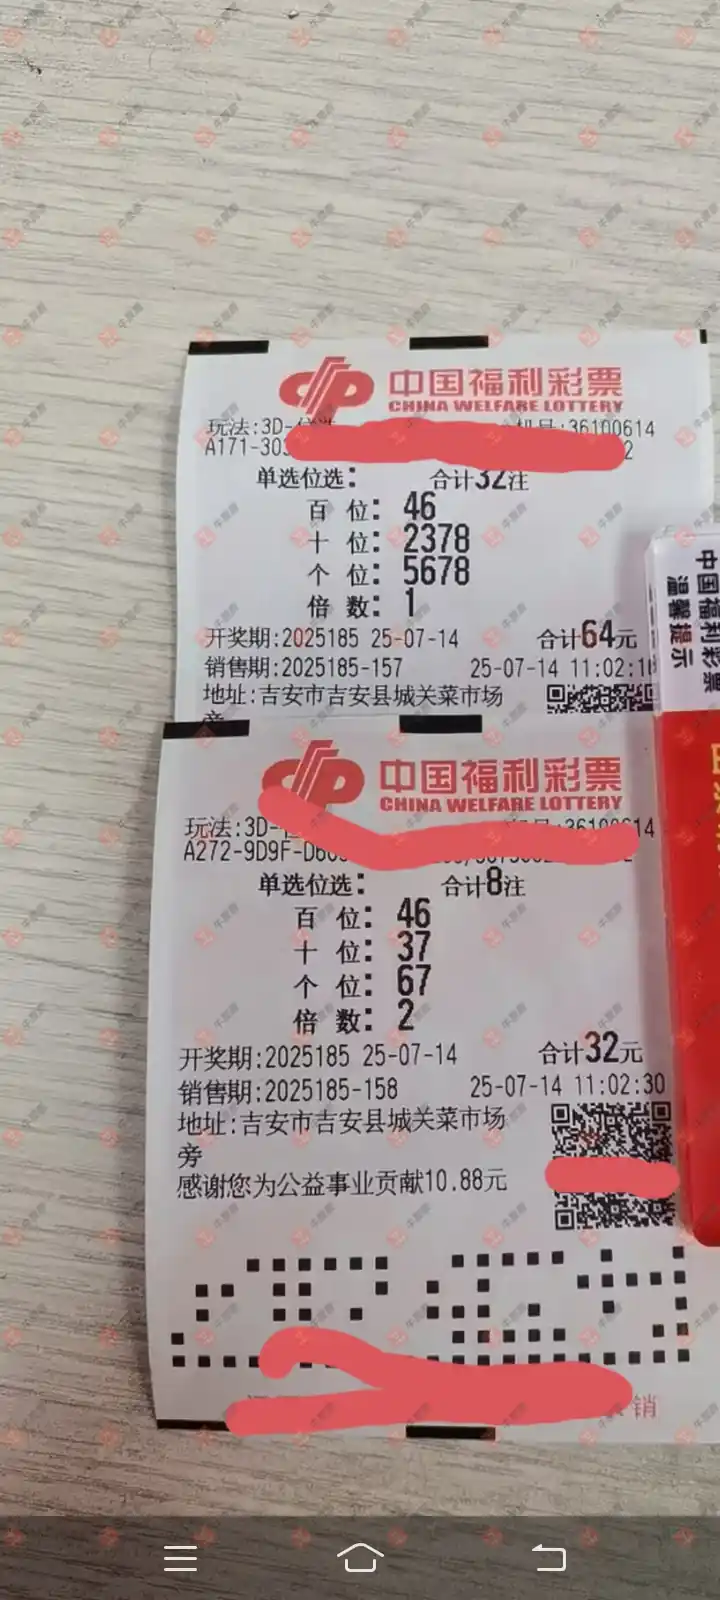 中国福利彩票
CHINA WELFARE LOTTERY
玩法:3D- 机号:36100614
A171-303 2
单选位选: 合计32注
百 位: 46
十 位: 2378
个 位: 5678
倍 数: 1
开奖期:2025185 25-07-14 合计64元
销售期:2025185-157 25-07-14 11:02:1
地址:吉安市吉安县城关菜市场
旁
中国福利彩票
温馨提示
中国福利彩票
CHINA WELFARE LOTTERY
玩法:3D- 36100614
A272-9D9F-D
单选位选: 合计8注
百 位: 46
十 位: 37
个 位: 67
倍 数: 2
开奖期:2025185 25-07-14 合计32元
销售期:2025185-158 25-07-14 11:02:30
地址:吉安市吉安县城关菜市场
旁
感谢您为公益事业贡献10.88元
销